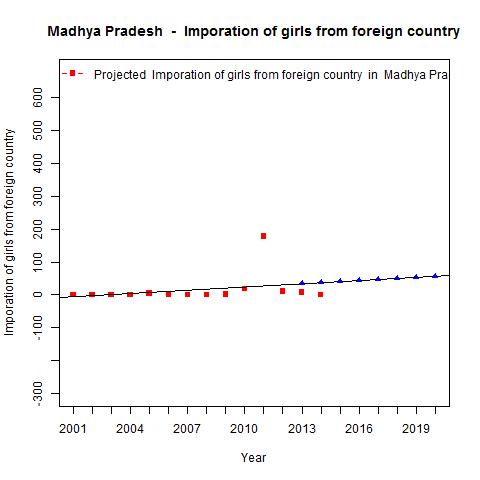 Madhya Pradesh - Imporation of girls from foreign country
Projected Imporation of girls from foreign country in Madhya Pra
600
500
400
300
200
100
0
-100
-300
Imporation of girls from foreign country
2001 2004 2007 2010 2013 2016 2019
Year